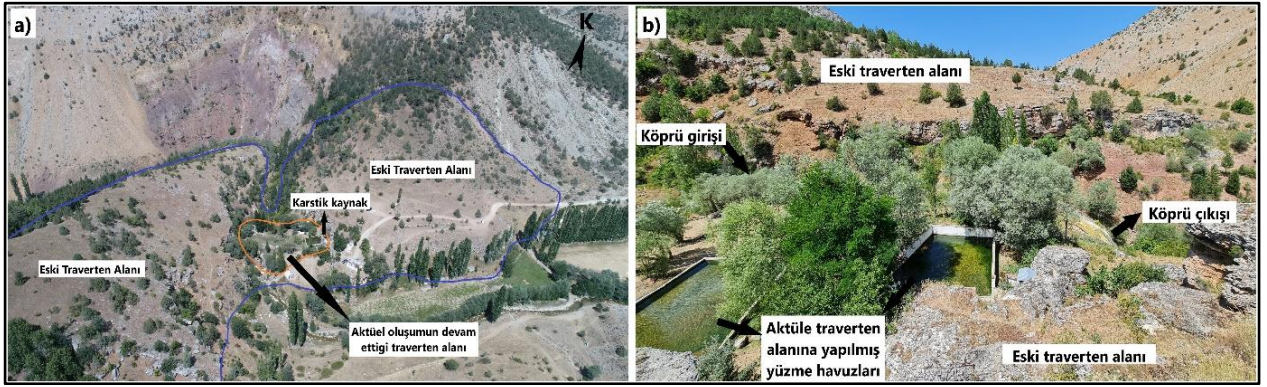 a)
K
Eski Traverten Alanı
Karstik kaynak
Eski Traverten Alanı
Aktüel oluşumun devam
ettigi traverten alanı
b)
Eski traverten alanı
Köprü girişi
Köprü çıkışı
Aktüle traverten
alanına yapılmış
yüzme havuzları
Eski traverten alanı